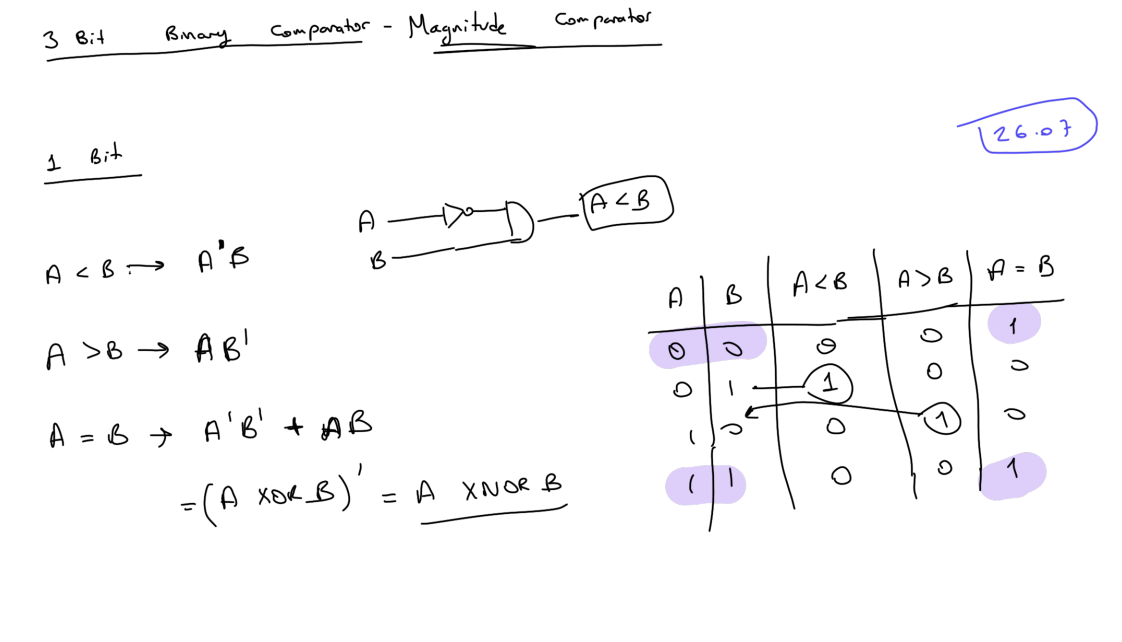 3 Bit Binary Comparator - Magnitude Comparator
26.07
1 Bit
A < B → A'B
A > B → AB'
A = B → A'B' + AB
= (A XOR B)' = A XNOR B
A
B
A < B
A B A<B A>B A = B
0 0 0 0 1
0 1 1 0 0
1 0 0 1 0
1 1 0 0 1